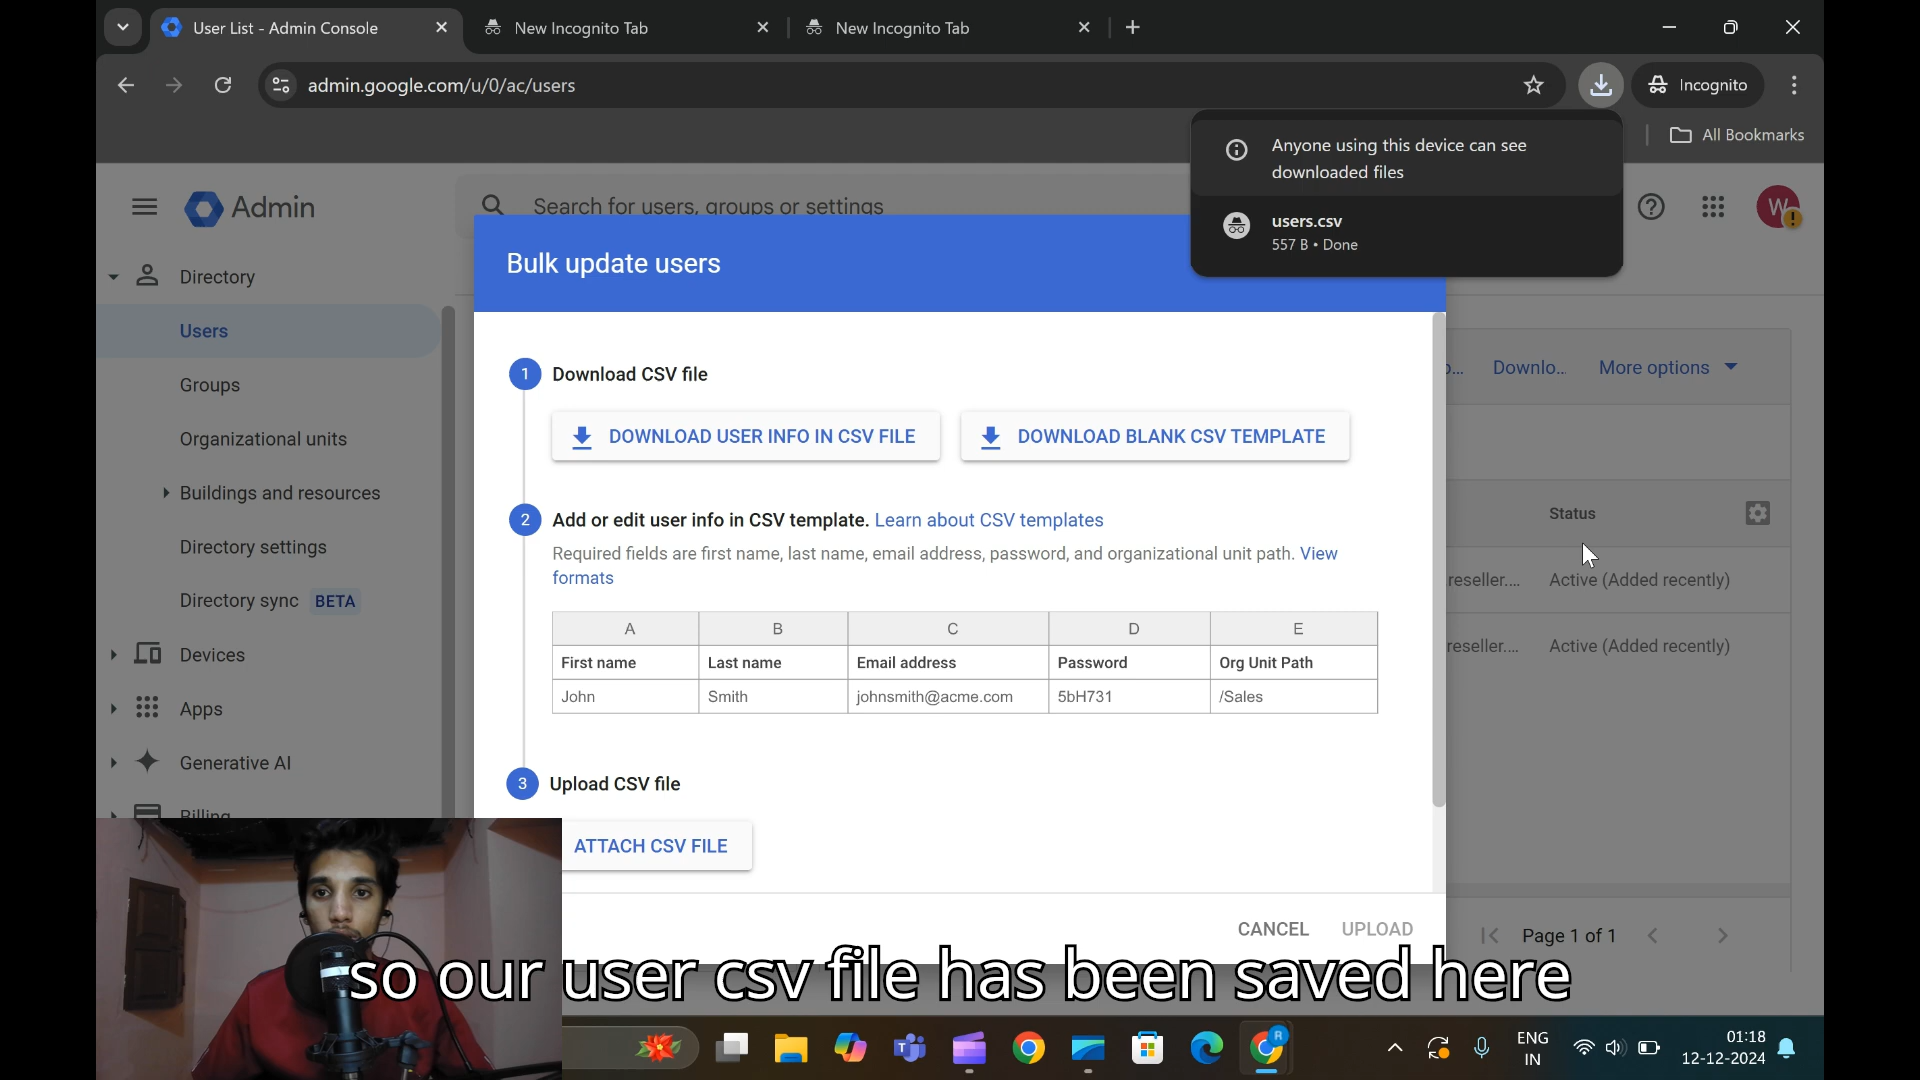 User List - Admin Console
New Incognito Tab
New Incognito Tab
admin.google.com/u/0/ac/users
Incognito
All Bookmarks
Anyone using this device can see
downloaded files
users.csv
557 B • Done
Admin
Search for users, groups or settings
W
Directory
Users
Groups
Organizational units
Buildings and resources
Directory settings
Directory sync BETA
Devices
Apps
Generative AI
Billing
Bulk update users
1 Download CSV file
DOWNLOAD USER INFO IN CSV FILE
DOWNLOAD BLANK CSV TEMPLATE
2 Add or edit user info in CSV template. Learn about CSV templates
Required fields are first name, last name, email address, password, and organizational unit path. View
formats
A B C D E
First name Last name Email address Password Org Unit Path
John Smith johnsmith@acme.com 5bH731 /Sales
3 Upload CSV file
ATTACH CSV FILE
CANCEL UPLOAD
Downlo... More options
Status
reseller.... Active (Added recently)
reseller.... Active (Added recently)
Page 1 of 1
so our user csv file has been saved here
ENG
IN
01:18
12-12-2024